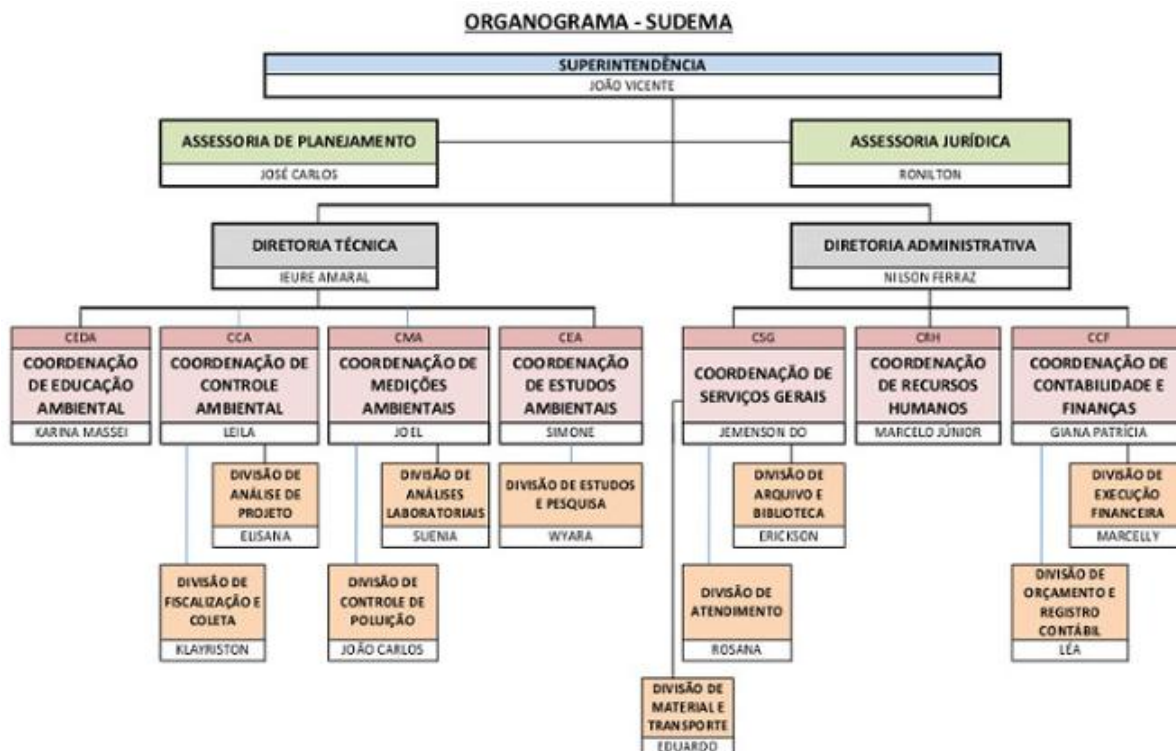 ORGANOGRAMA - SUDEMA
SUPERINTENDÊNCIA
JOÃO VICENTE
ASSESSORIA DE PLANEJAMENTO
JOSÉ CARLOS
ASSESSORIA JURÍDICA
RONILTON
DIRETORIA TÉCNICA
IEURE AMARAL
DIRETORIA ADMINISTRATIVA
NILSON FERRAZ
CEDA
COORDENAÇÃO
DE EDUCAÇÃO
AMBIENTAL
KARINA MASSEI
CCA
COORDENAÇÃO DE
CONTROLE
AMBIENTAL
LEILA
CMA
COORDENAÇÃO DE
MEDIÇÕES
AMBIENTAIS
JOEL
CEA
COORDENAÇÃO
DE ESTUDOS
AMBIENTAIS
SIMONE
CSG
COORDENAÇÃO DE
SERVIÇOS GERAIS
JEMENSON DO
CRH
COORDENAÇÃO
DE RECURSOS
HUMANOS
MARCELO JÚNIOR
CCF
COORDENAÇÃO DE
CONTABILIDADE E
FINANÇAS
GIANA PATRÍCIA
DIVISÃO DE
ANÁLISE DE
PROJETO
ELISANA
DIVISÃO DE
ANÁLISES
LABORATORIAIS
SUENIA
DIVISÃO DE ESTUDOS
E PESQUISA
WYARA
DIVISÃO DE
ARQUIVO E
BIBLIOTECA
ERICKSON
DIVISÃO DE
EXECUÇÃO
FINANCEIRA
MARCELLY
DIVISÃO DE
FISCALIZAÇÃO E
COLETA
KLAYRISTON
DIVISÃO DE
CONTROLE DE
POLUIÇÃO
JOÃO CARLOS
DIVISÃO DE
ATENDIMENTO
ROSANA
DIVISÃO DE
ORÇAMENTO E
REGISTRO
CONTÁBIL
LÉA
DIVISÃO DE
MATERIAL E
TRANSPORTE
EDUARDO